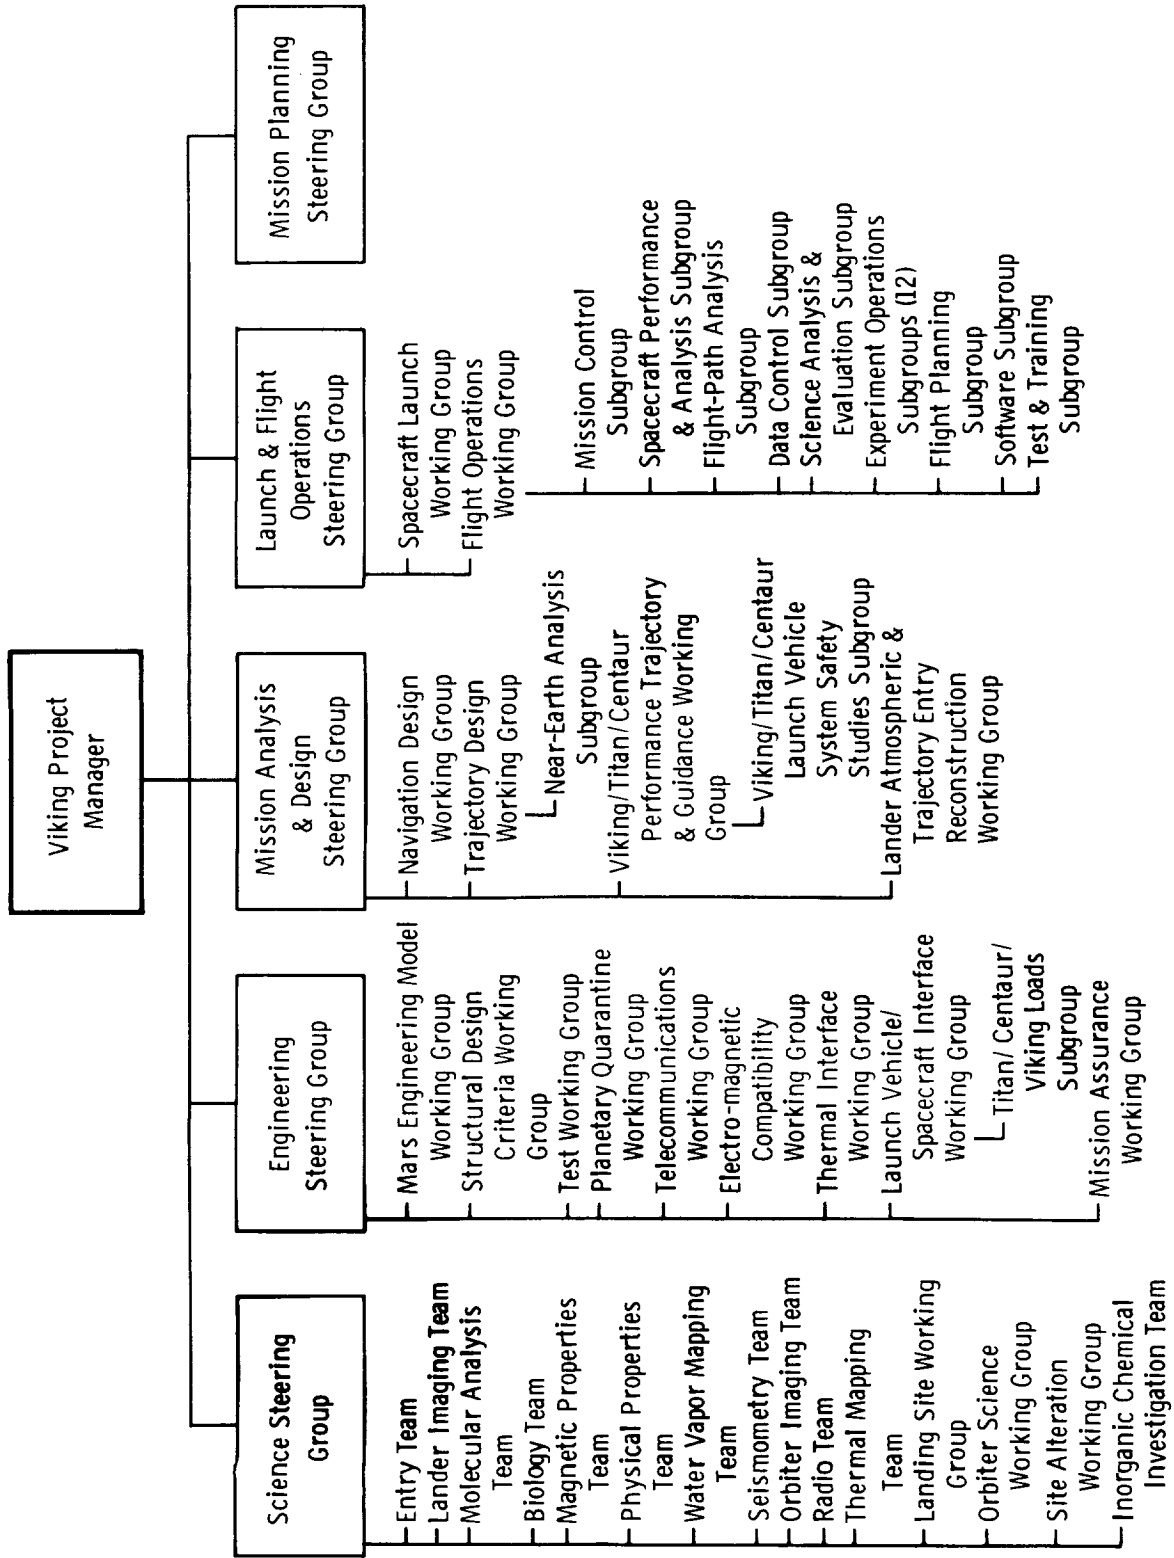 Viking Project
Manager
Science Steering
Group
Entry Team
Lander Imaging Team
Molecular Analysis
Team
Biology Team
Magnetic Properties
Team
Physical Properties
Team
Water Vapor Mapping
Team
Seismometry Team
Orbiter Imaging Team
Radio Team
Thermal Mapping
Team
Landing Site Working
Group
Orbiter Science
Working Group
Site Alteration
Working Group
Inorganic Chemical
Investigation Team
Engineering
Steering Group
Mars Engineering Model
Working Group
Structural Design
Criteria Working
Group
Test Working Group
Planetary Quarantine
Working Group
Telecommunications
Working Group
Electro-magnetic
Compatibility
Working Group
Thermal Interface
Working Group
Launch Vehicle/
Spacecraft Interface
Working Group
Titan/Centaur/
Viking Loads
Subgroup
Mission Assurance
Working Group
Mission Analysis
& Design
Steering Group
Navigation Design
Working Group
Trajectory Design
Working Group
Near-Earth Analysis
Subgroup
Viking/Titan/Centaur
Performance Trajectory
& Guidance Working
Group
Viking/Titan/Centaur
Launch Vehicle
System Safety
Studies Subgroup
Lander Atmospheric &
Trajectory Entry
Reconstruction
Working Group
Launch & Flight
Operations
Steering Group
Spacecraft Launch
Working Group
Flight Operations
Working Group
Mission Control
Subgroup
Spacecraft Performance
& Analysis Subgroup
Flight-Path Analysis
Subgroup
Data Control Subgroup
Science Analysis &
Evaluation Subgroup
Experiment Operations
Subgroups (12)
Flight Planning
Subgroup
Software Subgroup
Test & Training
Subgroup
Mission Planning
Steering Group